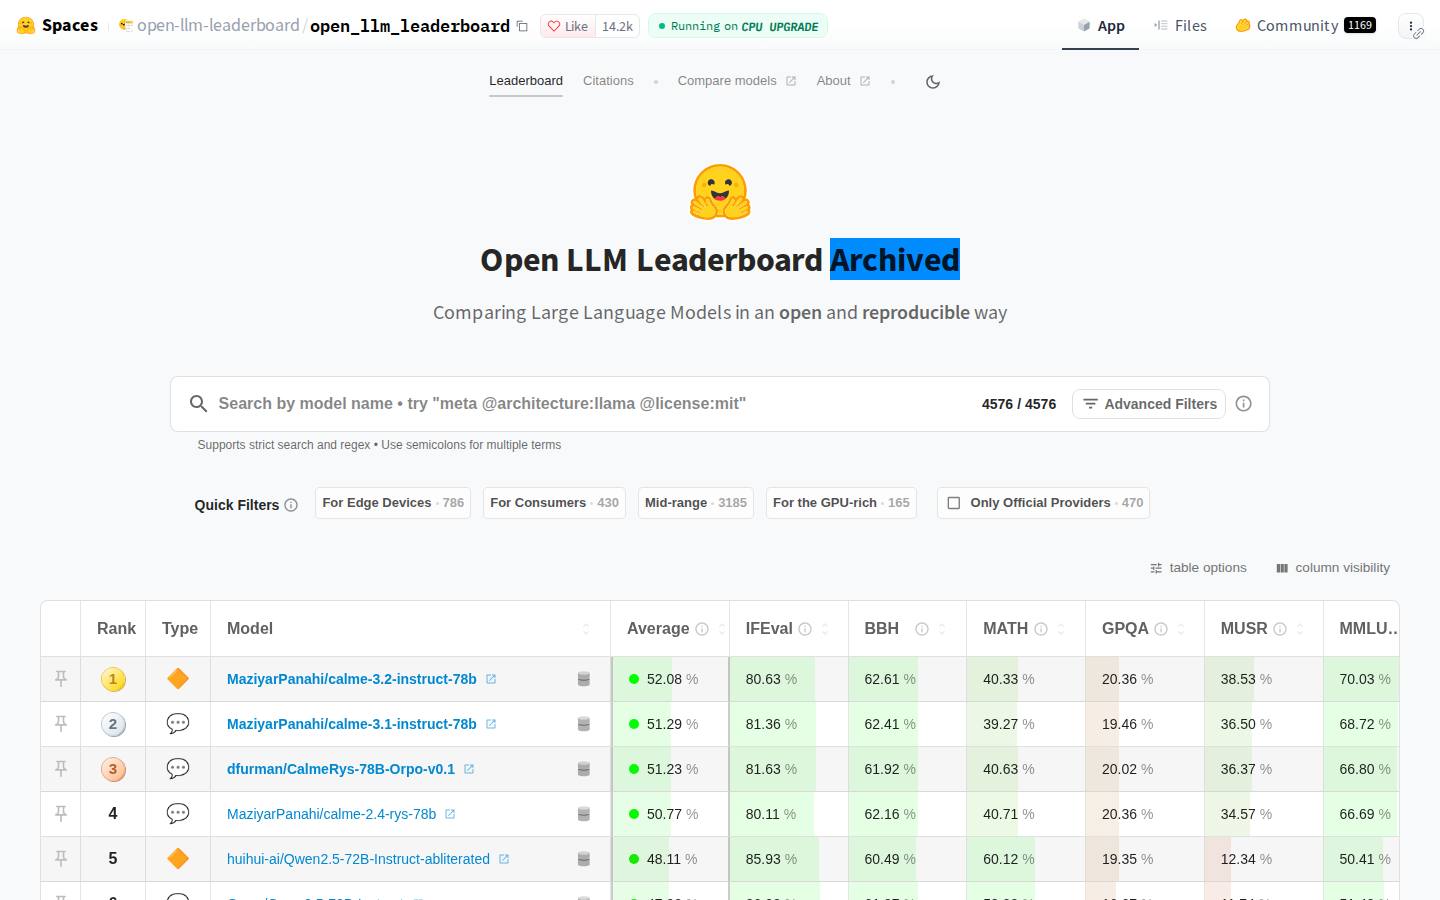 Spaces open-llm-leaderboard/open_llm_leaderboard Like 14.2k Running on CPU UPGRADE App Files Community 1169
Leaderboard Citations Compare models About
Open LLM Leaderboard Archived
Comparing Large Language Models in an open and reproducible way
Search by model name • try "meta @architecture:llama @license:mit" 4576 / 4576 Advanced Filters
Supports strict search and regex • Use semicolons for multiple terms
Quick Filters For Edge Devices · 786 For Consumers · 430 Mid-range · 3185 For the GPU-rich · 165 Only Official Providers · 470
table options column visibility
Rank Type Model Average IFEval BBH MATH GPQA MUSR MMLU…
1 MaziyarPanahi/calme-3.2-instruct-78b 52.08 % 80.63 % 62.61 % 40.33 % 20.36 % 38.53 % 70.03 %
2 MaziyarPanahi/calme-3.1-instruct-78b 51.29 % 81.36 % 62.41 % 39.27 % 19.46 % 36.50 % 68.72 %
3 dfurman/CalmeRys-78B-Orpo-v0.1 51.23 % 81.63 % 61.92 % 40.63 % 20.02 % 36.37 % 66.80 %
4 MaziyarPanahi/calme-2.4-rys-78b 50.77 % 80.11 % 62.16 % 40.71 % 20.36 % 34.57 % 66.69 %
5 huihui-ai/Qwen2.5-72B-Instruct-abliterated 48.11 % 85.93 % 60.49 % 60.12 % 19.35 % 12.34 % 50.41 %